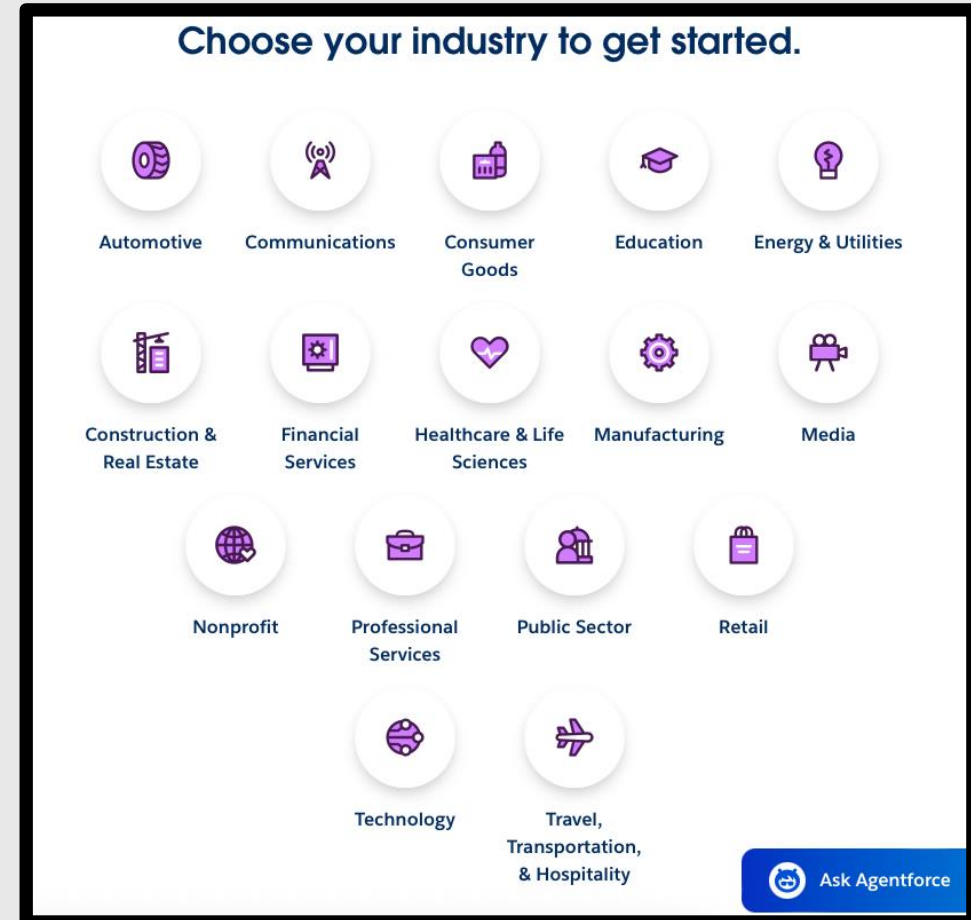 Choose your industry to get started.
Automotive
Communications
Consumer
Goods
Education
Energy & Utilities
Construction &
Real Estate
Financial
Services
Healthcare & Life
Sciences
Manufacturing
Media
Nonprofit
Professional
Services
Public Sector
Retail
Technology
Travel,
Transportation,
& Hospitality
Ask Agentforce